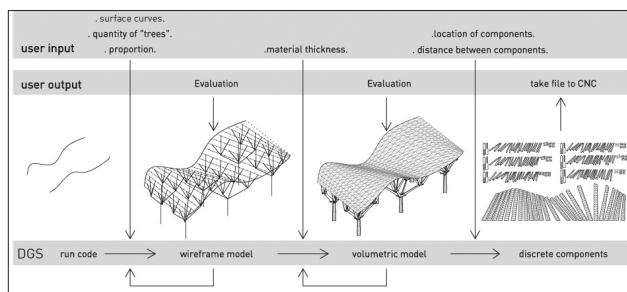 . surface curves.
. quantity of "trees".
user input
. proportion.
.material thickness.
.location of components.
. distance between components.
user output
Evaluation
Evaluation
take file to CNC
DGS
run code
wireframe model
volumetric model
discrete components